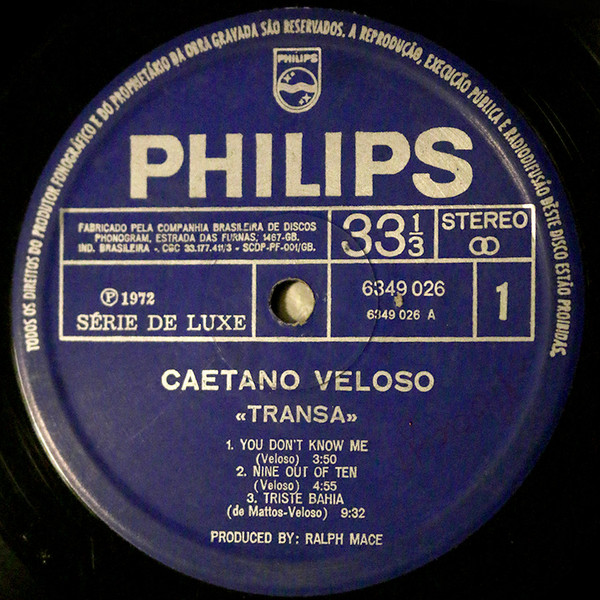 TODOS OS DIREITOS DO PRODUTOR FONOGRÁFICO E DO PROPRIETÁRIO DA OBRA GRAVADA SÃO RESERVADOS. A REPRODUÇÃO, EXECUÇÃO PÚBLICA E RADIODIFUSÃO DÊSTE DISCO ESTÃO PROIBIDAS.
PHILIPS
PHILIPS
FABRICADO PELA COMPANHIA BRASILEIRA DE DISCOS
PHONOGRAM, ESTRADA DAS FURNAS, 1467-GB.
IND. BRASILEIRA - CGC 33.177.411/3 - SCDP-PF-001/GB.
33 1/3
STEREO
℗ 1972
SÉRIE DE LUXE
6349 026
6349 026 A
1
CAETANO VELOSO
«TRANSA»
1. YOU DON'T KNOW ME
(Veloso) 3:50
2. NINE OUT OF TEN
(Veloso) 4:55
3. TRISTE BAHIA
(de Mattos-Veloso) 9:32
PRODUCED BY: RALPH MACE